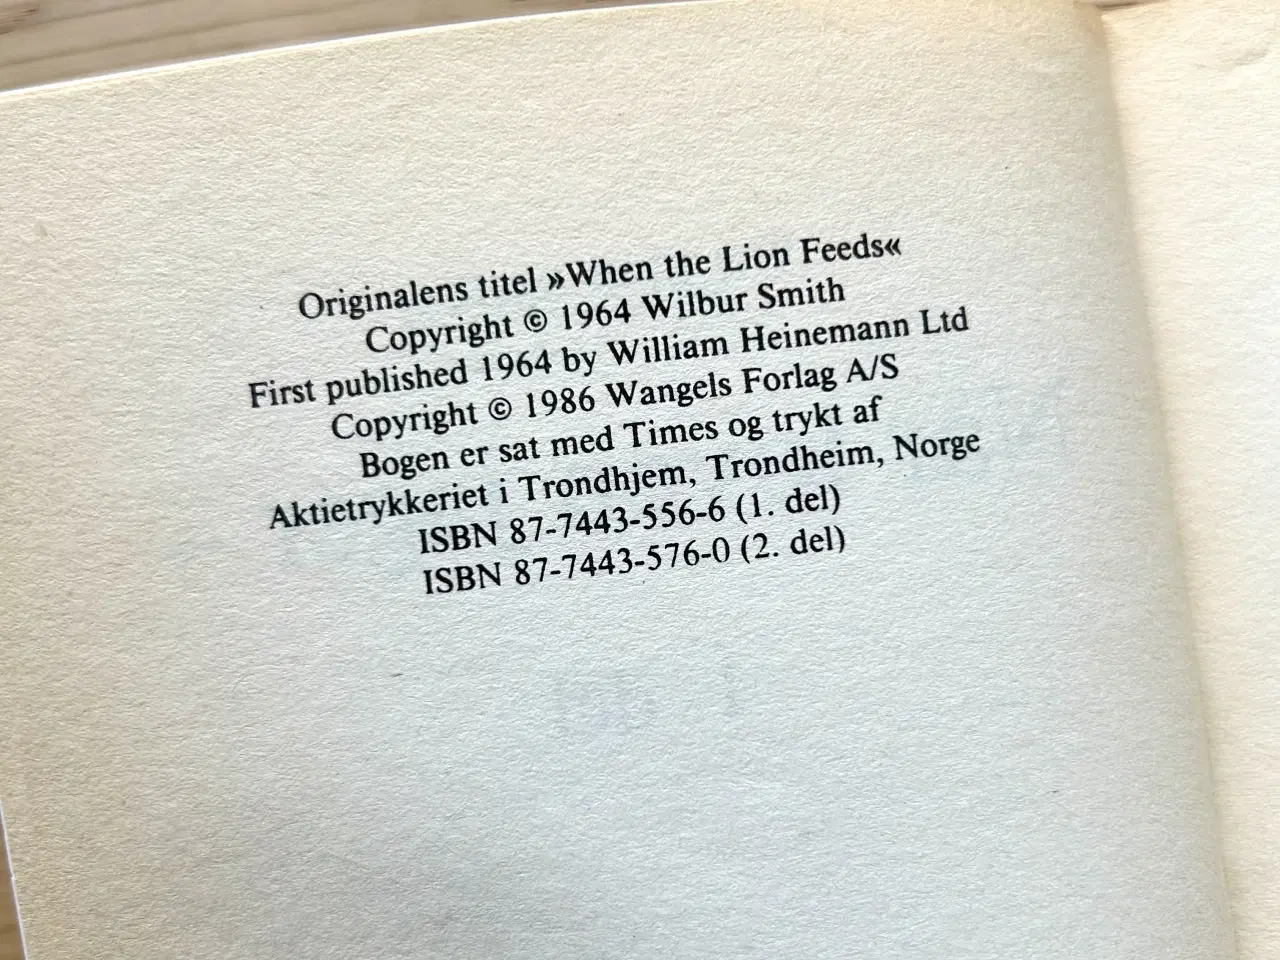 Originalens titel »When the Lion Feeds«
Copyright © 1964 Wilbur Smith
First published 1964 by William Heinemann Ltd
Copyright © 1986 Wangels Forlag A/S
Bogen er sat med Times og trykt af
Aktietrykkeriet i Trondhjem, Trondheim, Norge
ISBN 87-7443-556-6 (1. del)
ISBN 87-7443-576-0 (2. del)